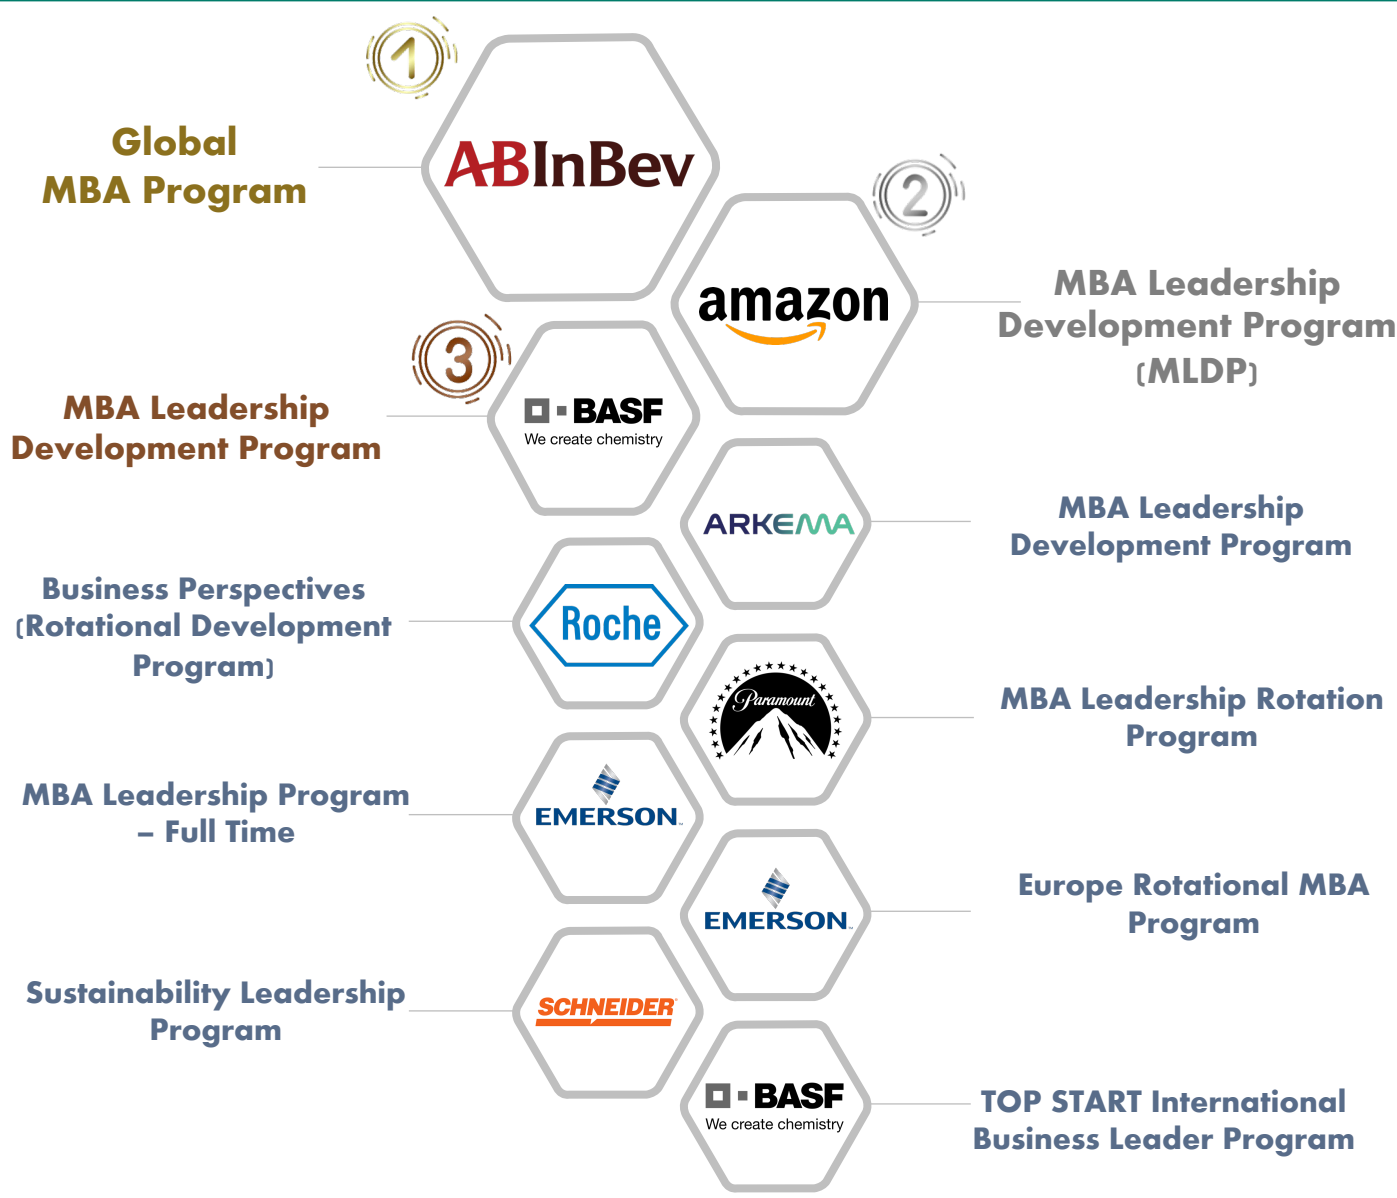 1
Global
MBA Program
ABInBev
2
amazon
MBA Leadership
Development Program
(MLDP)
3
MBA Leadership
Development Program
BASF
We create chemistry
ARKEMA
MBA Leadership
Development Program
Business Perspectives
(Rotational Development
Program)
Roche
Paramount
MBA Leadership Rotation
Program
MBA Leadership Program
– Full Time
EMERSON™
EMERSON™
Europe Rotational MBA
Program
Sustainability Leadership
Program
SCHNEIDER
BASF
We create chemistry
TOP START International
Business Leader Program